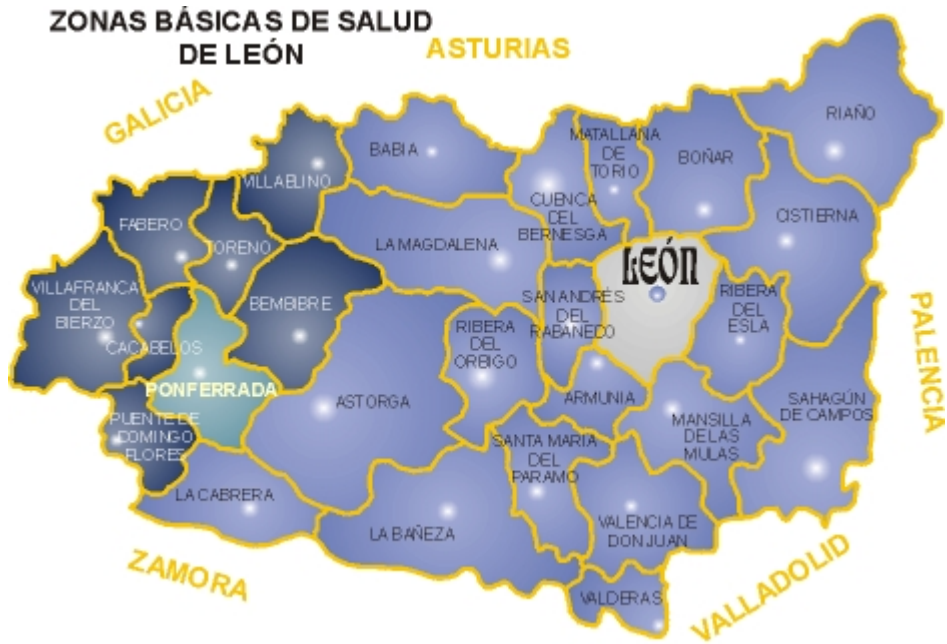 ZONAS BÁSICAS DE SALUD
DE LEÓN
ASTURIAS
GALICIA
RIAÑO
BABIA
MATALLANA
DE
TORIO
BOÑAR
VILLABLINO
CUENCA
DEL
BERNESGA
CISTIERNA
FABERO
TORENO
LA MAGDALENA
LEÓN
VILLAFRANCA
DEL
BIERZO
BEMBIBRE
SAN ANDRÉS
DEL
RABANEDO
RIBERA
DEL
ESLA
PALENCIA
CACABELOS
RIBERA
DEL
ORBIGO
PONFERRADA
ASTORGA
ARMUNIA
SAHAGÚN
DE CAMPOS
PUENTE DE
DOMINGO
FLORES
MANSILLA
DE LAS
MULAS
SANTA MARIA
DEL
PARAMO
LA CABRERA
LA BAÑEZA
VALENCIA DE
DON JUAN
ZAMORA
VALDERAS
VALLADOLID